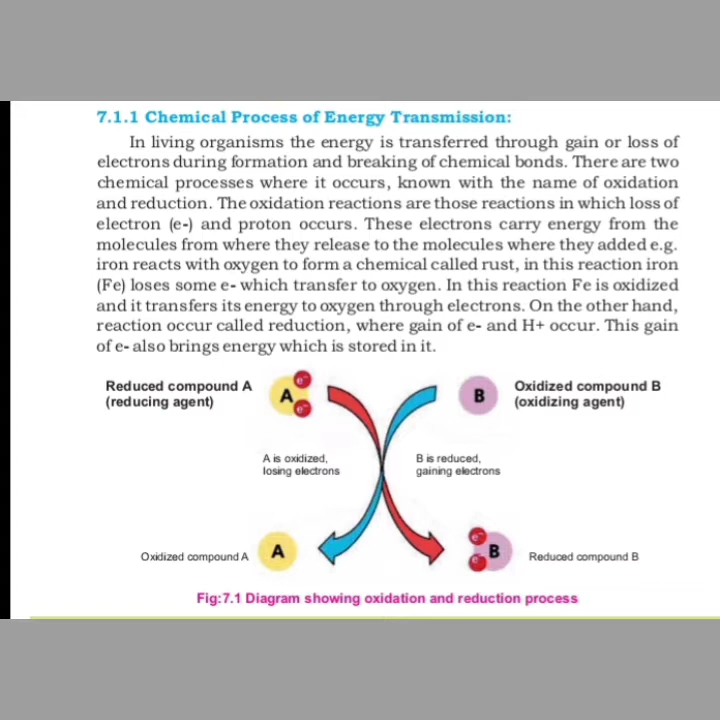 7.1.1 Chemical Process of Energy Transmission:
In living organisms the energy is transferred through gain or loss of
electrons during formation and breaking of chemical bonds. There are two
chemical processes where it occurs, known with the name of oxidation
and reduction. The oxidation reactions are those reactions in which loss of
electron (e-) and proton occurs. These electrons carry energy from the
molecules from where they release to the molecules where they added e.g.
iron reacts with oxygen to form a chemical called rust, in this reaction iron
(Fe) loses some e- which transfer to oxygen. In this reaction Fe is oxidized
and it transfers its energy to oxygen through electrons. On the other hand,
reaction occur called reduction, where gain of e- and H+ occur. This gain
of e- also brings energy which is stored in it.
Reduced compound A
(reducing agent)
A
e-
e-
B
Oxidized compound B
(oxidizing agent)
A is oxidized,
losing electrons
B is reduced,
gaining electrons
Oxidized compound A
A
e-
e-
B
Reduced compound B
Fig:7.1 Diagram showing oxidation and reduction process